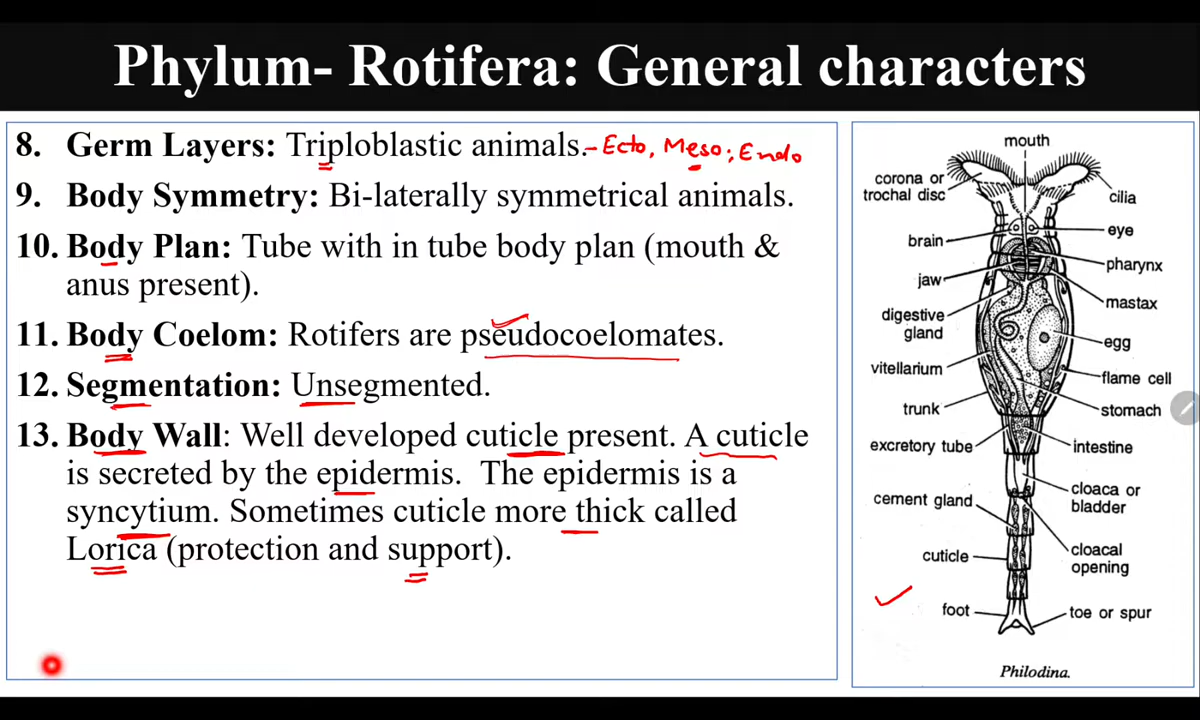 Phylum- Rotifera: General characters
8. Germ Layers: Triploblastic animals.- Ecto, Meso; Endo
9. Body Symmetry: Bi-laterally symmetrical animals.
10. Body Plan: Tube with in tube body plan (mouth &
anus present).
11. Body Coelom: Rotifers are pseudocoelomates.
12. Segmentation: Unsegmented.
13. Body Wall: Well developed cuticle present. A cuticle
is secreted by the epidermis. The epidermis is a
syncytium. Sometimes cuticle more thick called
Lorica (protection and support).
mouth
corona or
trochal disc
cilia
brain
eye
jaw
pharynx
mastax
digestive
gland
egg
vitellarium
flame cell
trunk
stomach
excretory tube
intestine
cement gland
cloaca or
bladder
cuticle
cloacal
opening
foot
toe or spur
Philodina.